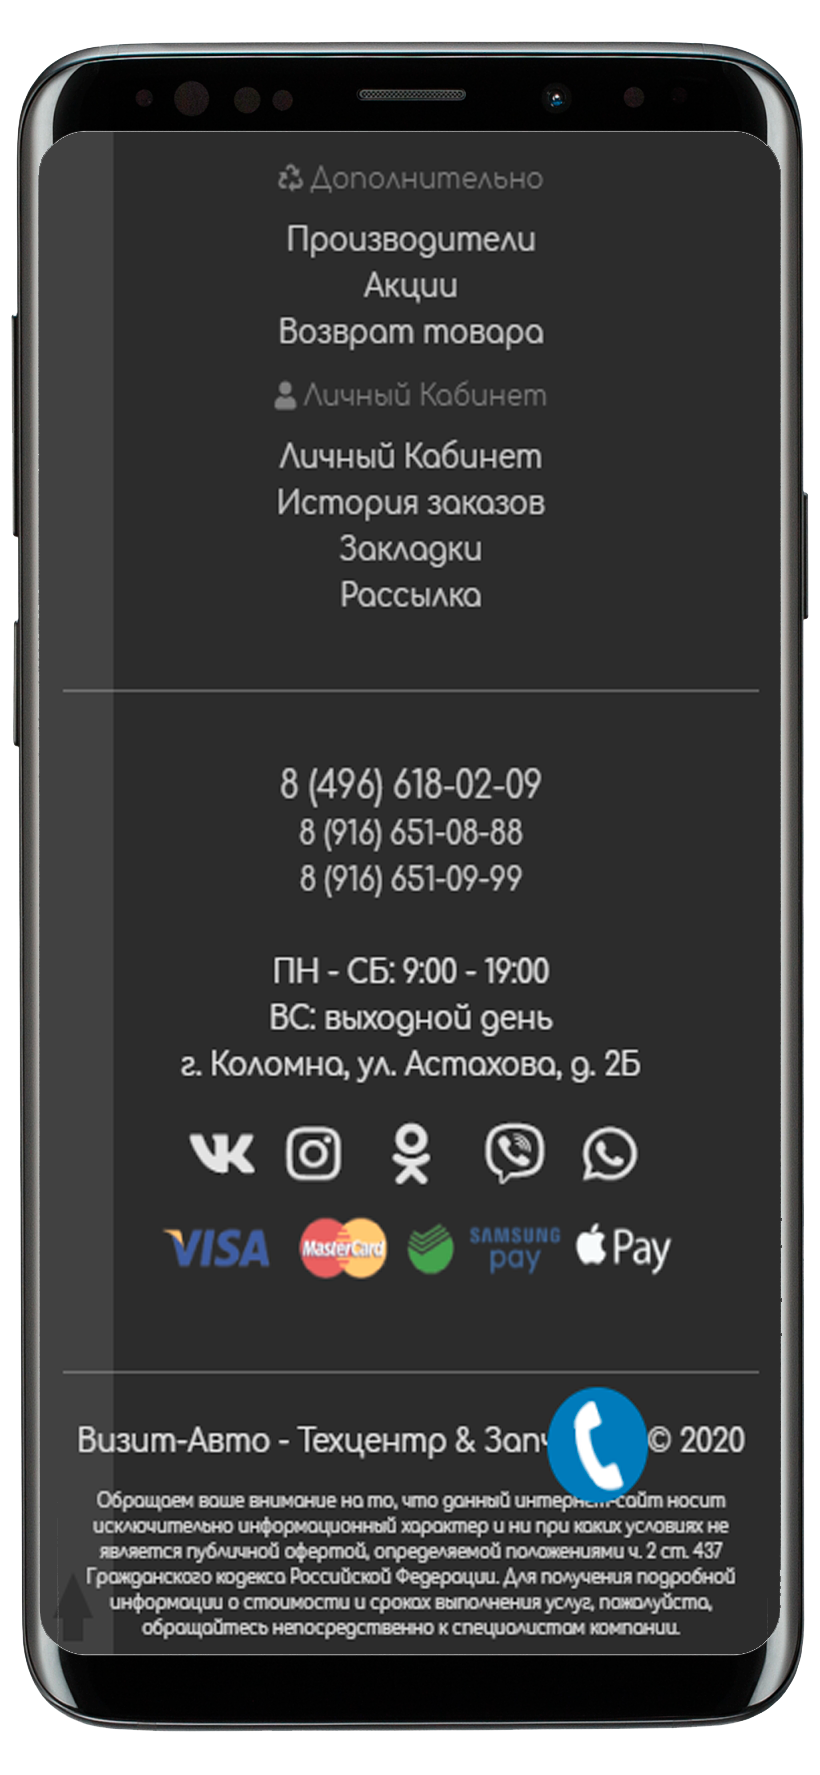 Дополнительно
Производители
Акции
Возврат товара
Личный Кабинет
Личный Кабинет
История заказов
Закладки
Рассылка
8 (496) 618-02-09
8 (916) 651-08-88
8 (916) 651-09-99
ПН - СБ: 9:00 - 19:00
ВС: выходной день
г. Коломна, ул. Астахова, д. 2Б
VISA MasterCard SAMSUNG pay Pay
Визит-Авто - Техцентр & © 2020
Обращаем ваше внимание на то, что данный интернет-сайт носит
исключительно информационный характер и ни при каких условиях не
является публичной офертой, определяемой положениями ч. 2 ст. 437
Гражданского кодекса Российской Федерации. Для получения подробной
информации о стоимости и сроках выполнения услуг, пожалуйста,
обращайтесь непосредственно к специалистам компании.